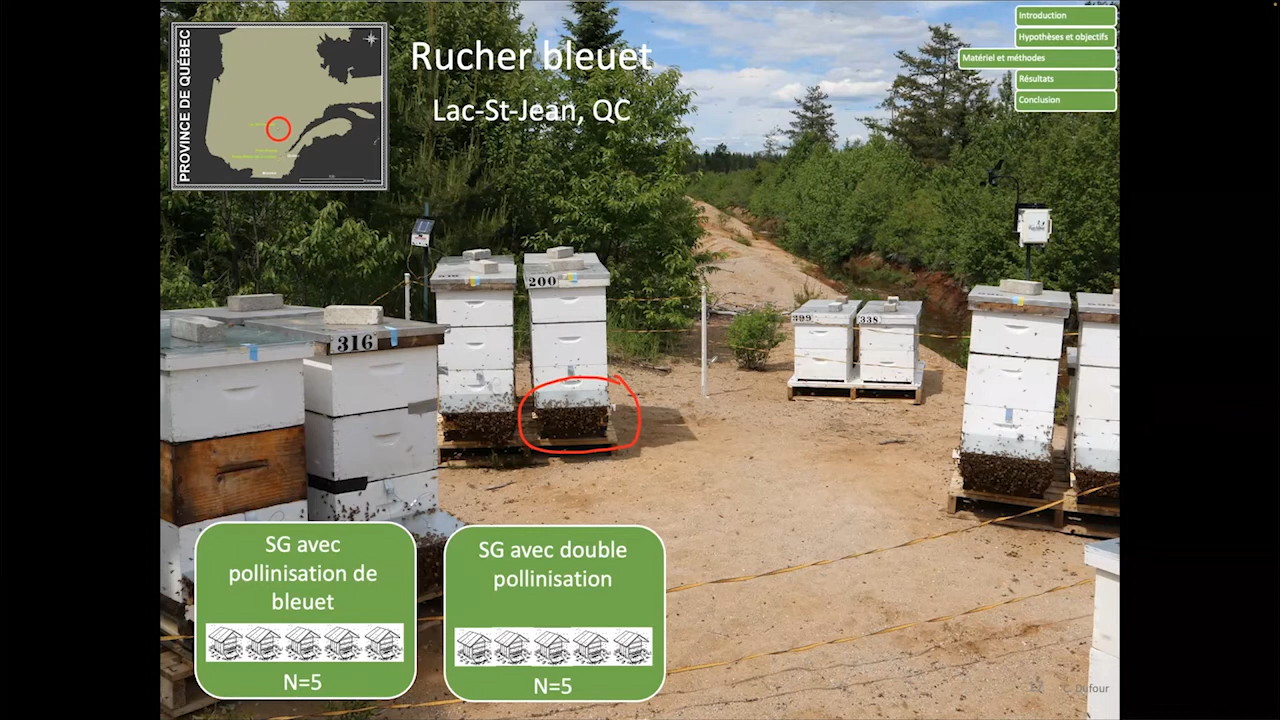 PROVINCE DE QUÉBEC
Rucher bleuet
Lac-St-Jean, QC
Introduction
Hypothèses et objectifs
Matériel et méthodes
Résultats
Conclusion
200
316
399
338
SG avec
pollinisation de
bleuet
N=5
SG avec double
pollinisation
N=5
C. Dufour